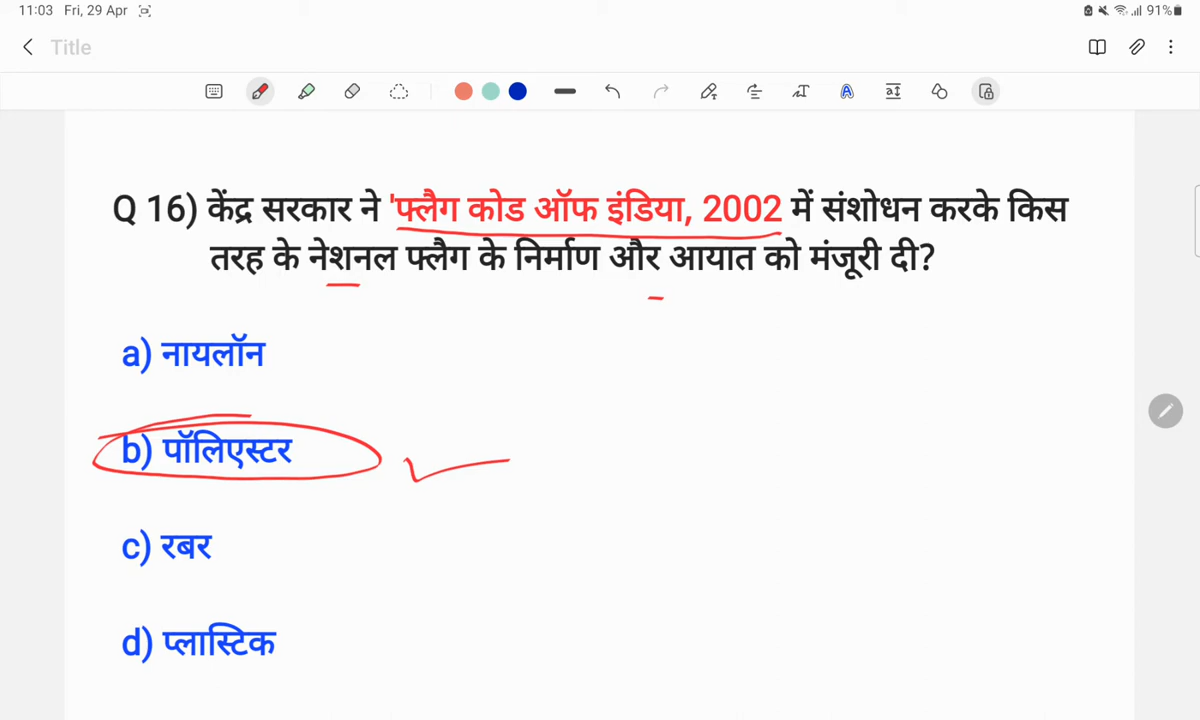 11:03 Fri, 29 Apr 91%
Title
Q 16) केंद्र सरकार ने 'फ्लैग कोड ऑफ इंडिया, 2002 में संशोधन करके किस
तरह के नेशनल फ्लैग के निर्माण और आयात को मंजूरी दी?
a) नायलॉन
b) पॉलिएस्टर
c) रबर
d) प्लास्टिक